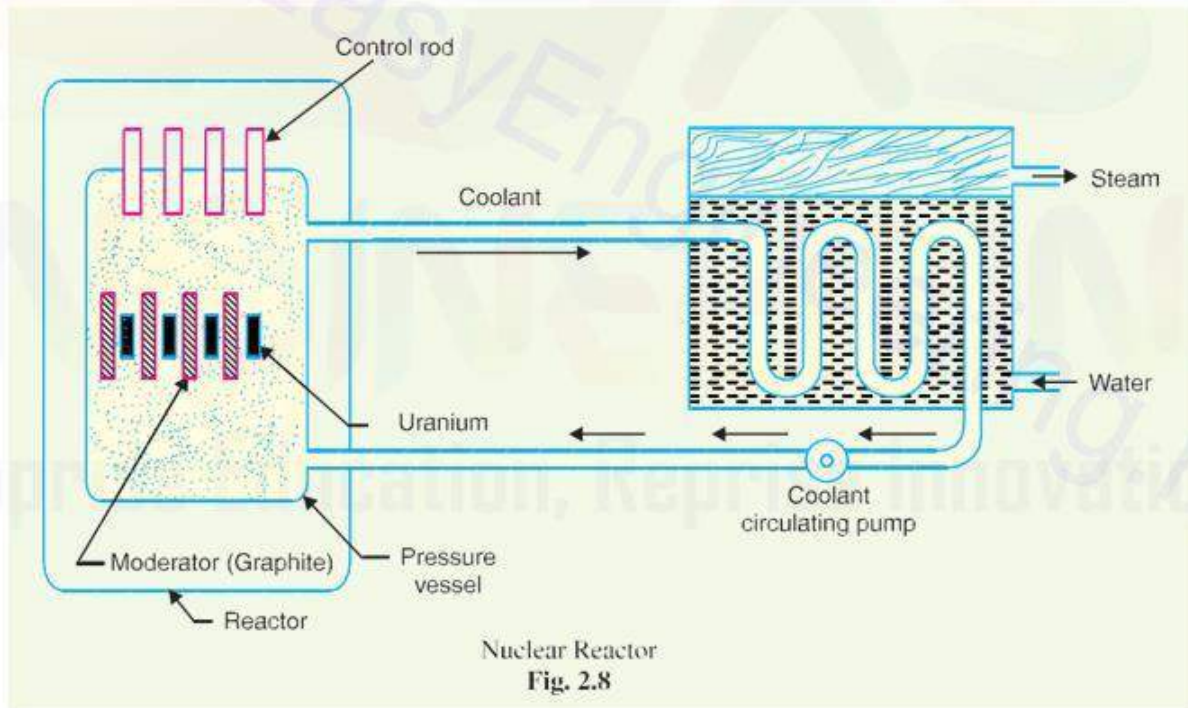 Control rod
Coolant
Steam
Water
Uranium
Coolant
circulating pump
Moderator (Graphite)
Pressure
vessel
Reactor
Nuclear Reactor
Fig. 2.8